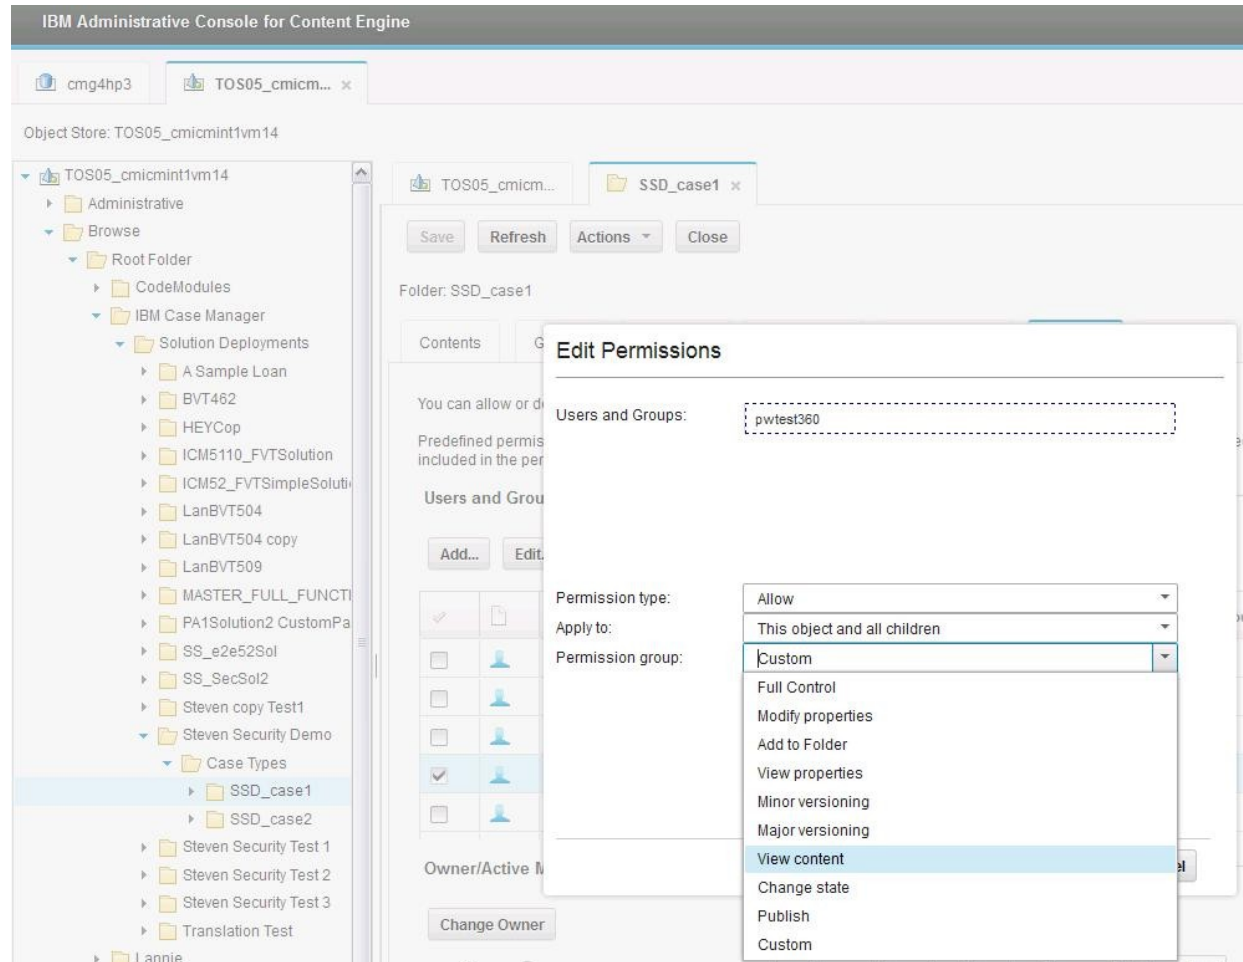 IBM Administrative Console for Content Engine
cmg4hp3
TOS05_cmicm... ×
Object Store: TOS05_cmicmint1vm14
TOS05_cmicmint1vm14
Administrative
Browse
Root Folder
CodeModules
IBM Case Manager
Solution Deployments
A Sample Loan
BVT462
HEYCop
ICM5110_FVTSolution
ICM52_FVTSimpleSoluti
LanBVT504
LanBVT504 copy
LanBVT509
MASTER_FULL_FUNCTI
PA1Solution2 CustomPa
SS_e2e52Sol
SS_SecSol2
Steven copy Test1
Steven Security Demo
Case Types
SSD_case1
SSD_case2
Steven Security Test 1
Steven Security Test 2
Steven Security Test 3
Translation Test
Lannie
TOS05_cmicm...
SSD_case1 ×
Save Refresh Actions Close
Folder: SSD_case1
Contents G
You can allow or d
Predefined permis
included in the per
Users and Grou
Add... Edit.
Owner/Active M
Change Owner
Edit Permissions
Users and Groups: pwtest360
Permission type: Allow
Apply to: This object and all children
Permission group: Custom
Full Control
Modify properties
Add to Folder
View properties
Minor versioning
Major versioning
View content
Change state
Publish
Custom
el